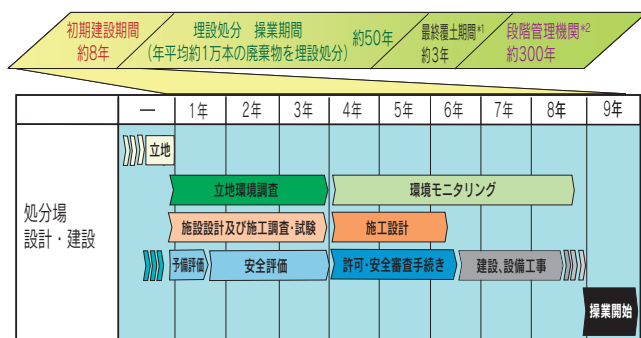 初期建設期間
約8年
埋設処分 操業期間
(年平均約1万本の廃棄物を埋設処分)
約50年
最終覆土期間*1
約3年
段階管理機関*2
約300年
— 1年 2年 3年 4年 5年 6年 7年 8年 9年
処分場
設計・建設
立地
立地環境調査
環境モニタリング
施設設計及び施工調査・試験
施工設計
予備評価
安全評価
許可・安全審査手続き
建設、設備工事
操業開始